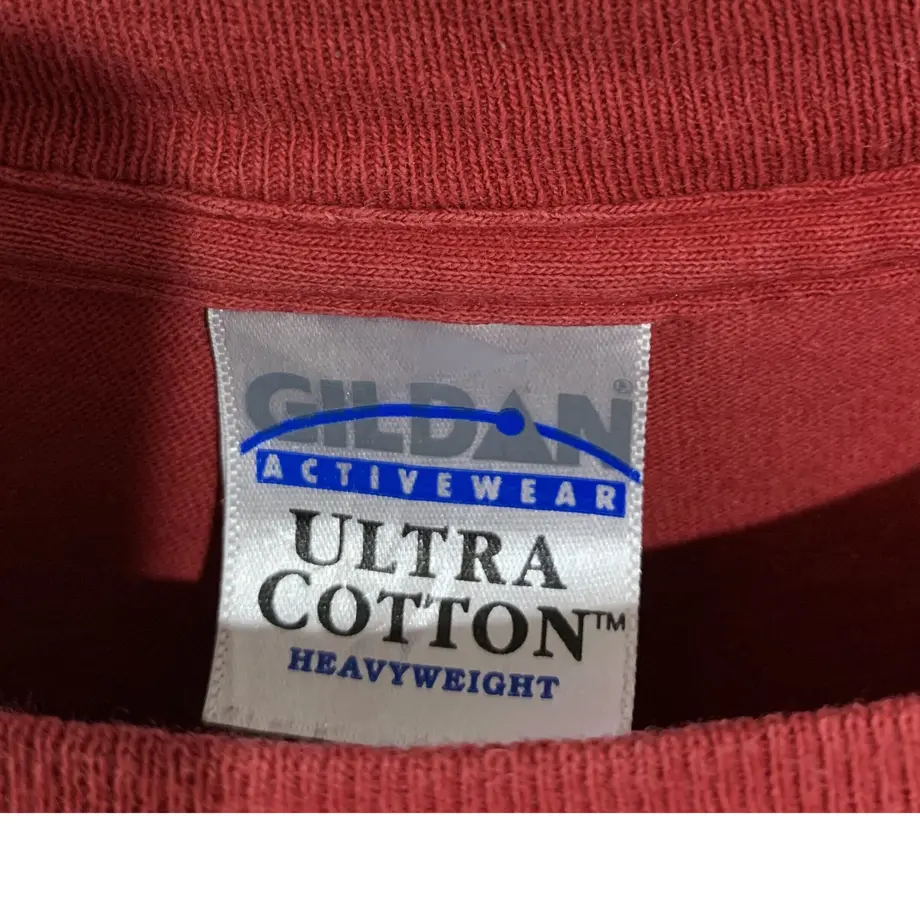 GILDAN®
ACTIVEWEAR
ULTRA
COTTON™
HEAVYWEIGHT